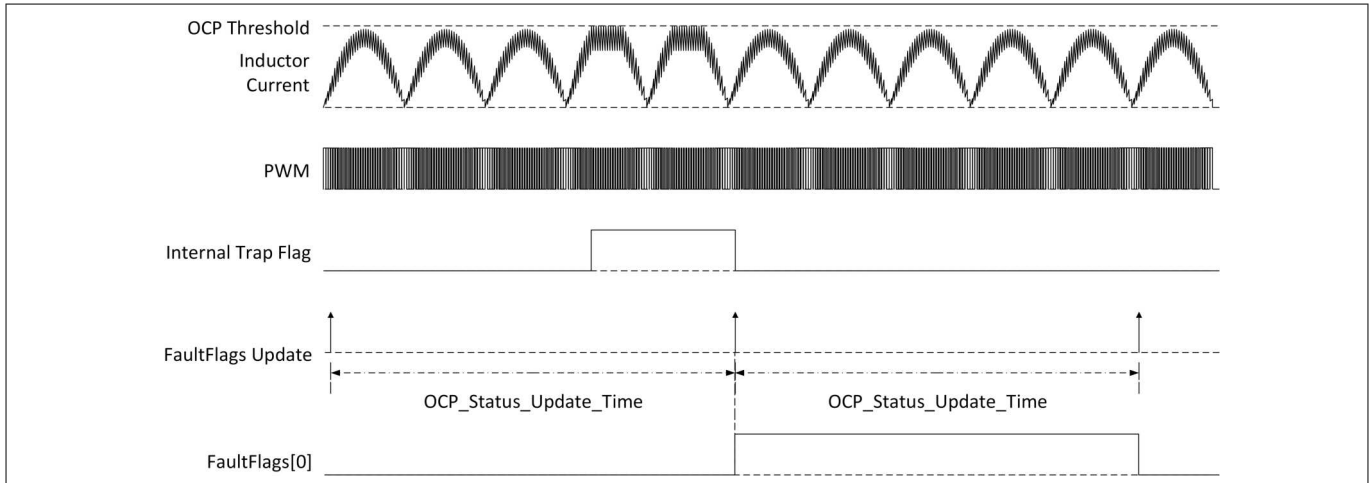 OCP Threshold
Inductor
Current
PWM
Internal Trap Flag
FaultFlags Update
OCP_Status_Update_Time
OCP_Status_Update_Time
FaultFlags[0]